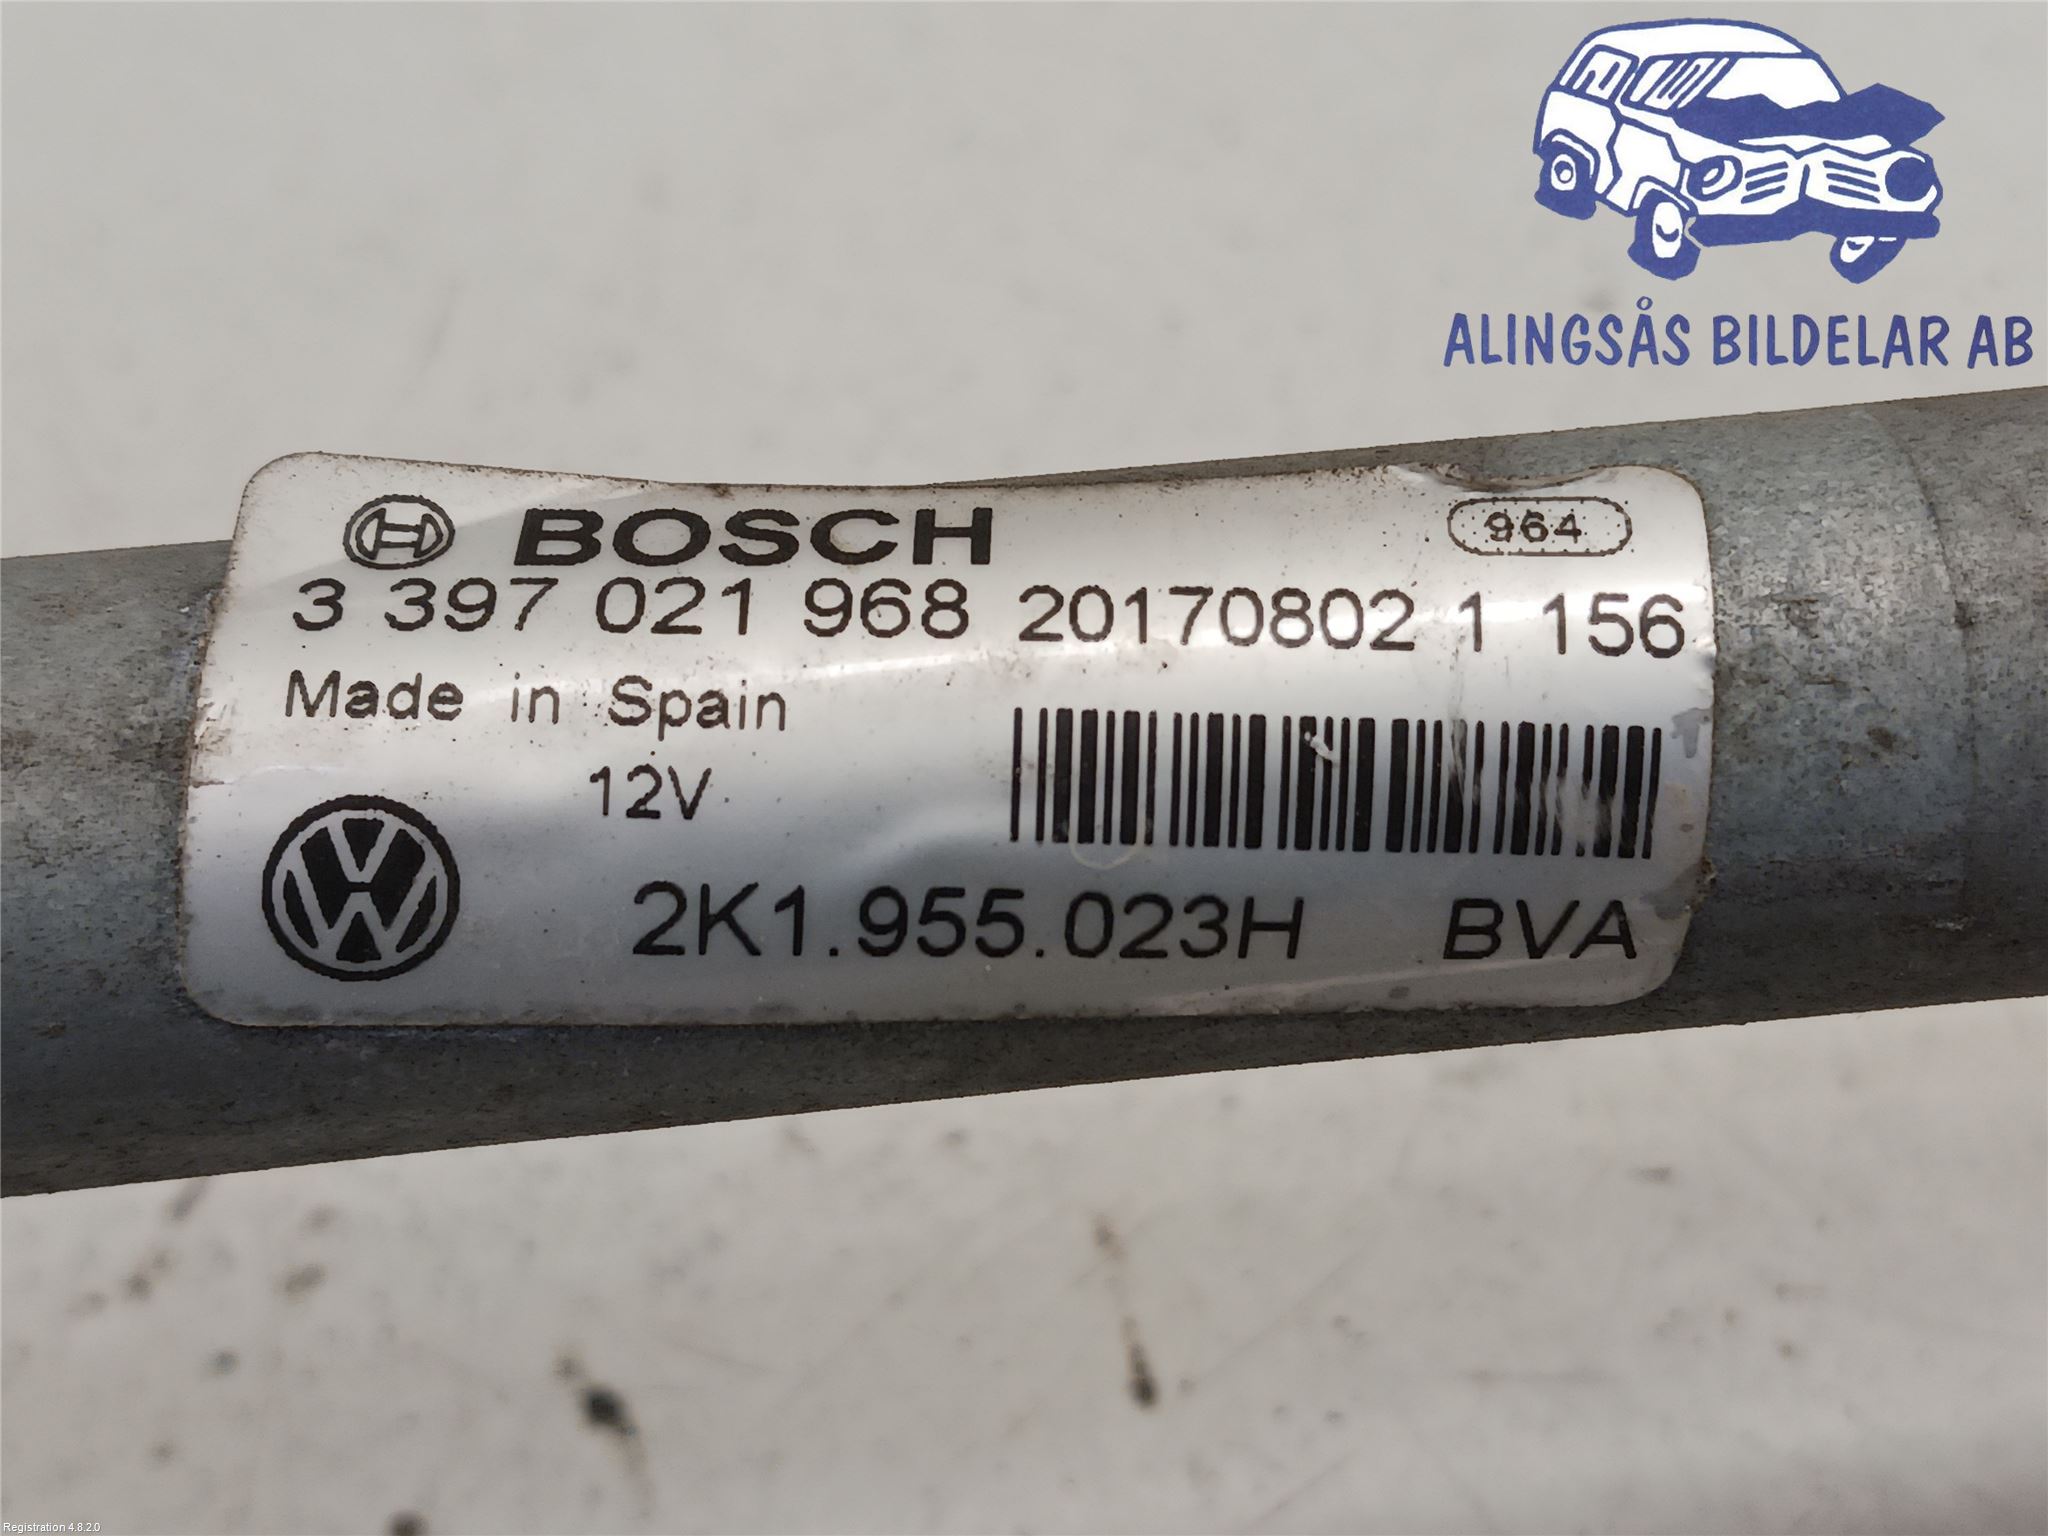 ALINGSÅS BILDELAR AB
BOSCH 964
3 397 021 968 20170802 1 156
Made in Spain
12V
2K1.955.023H BVA
Registration 4.8.2.0